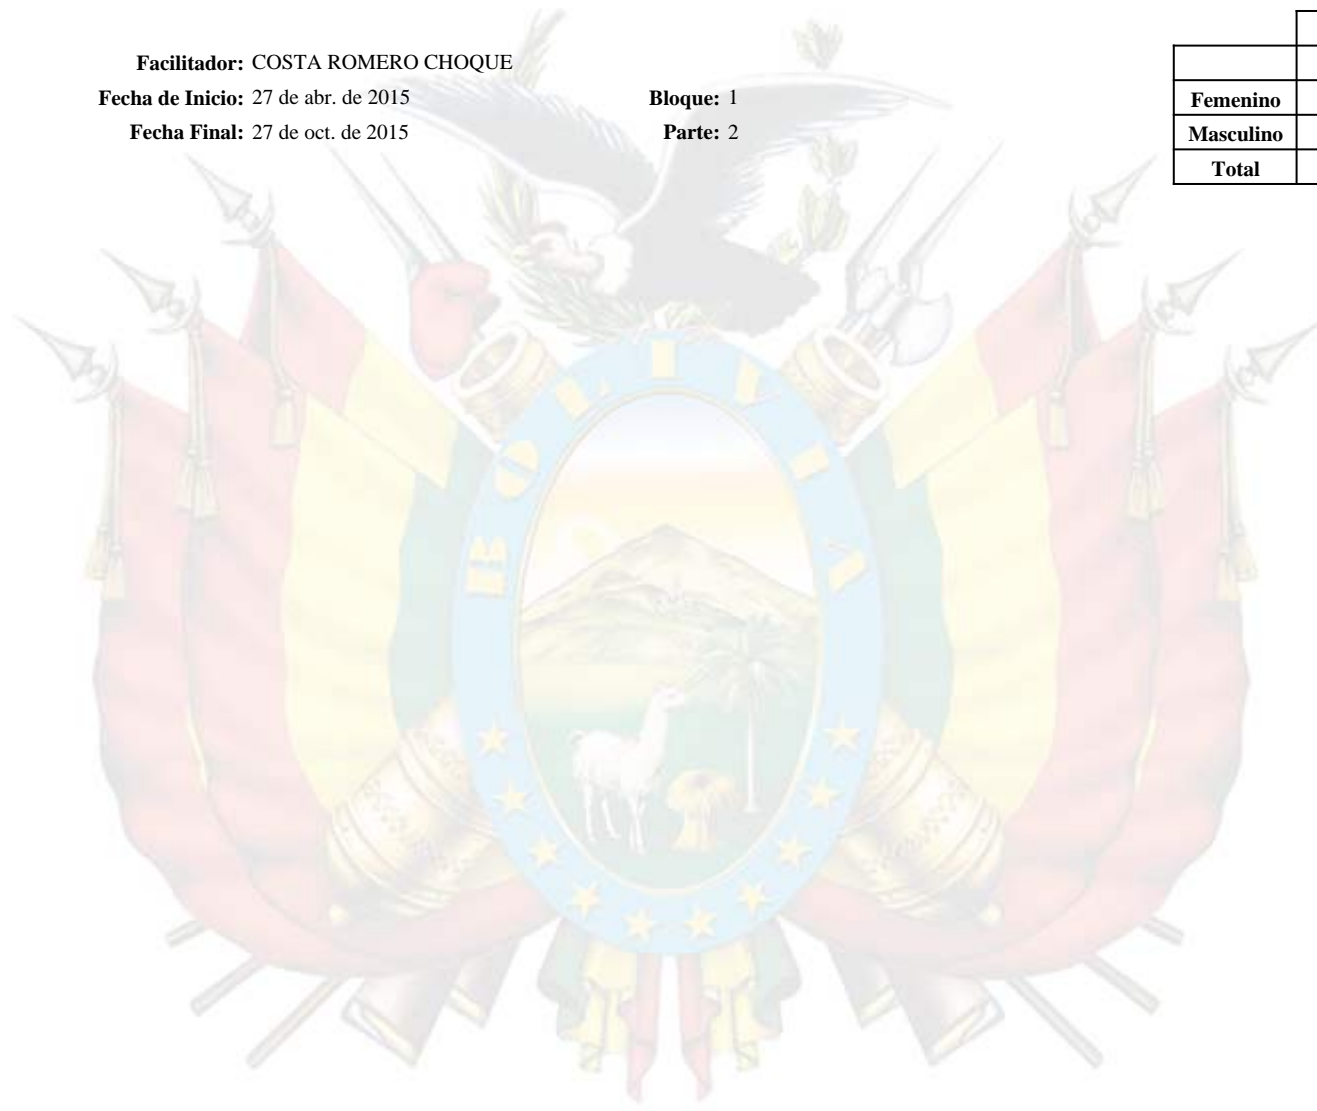 Facilitador: COSTA ROMERO CHOQUE
Fecha de Inicio: 27 de abr. de 2015 Bloque: 1
Fecha Final: 27 de oct. de 2015 Parte: 2
Femenino
Masculino
Total
BOLIVIA